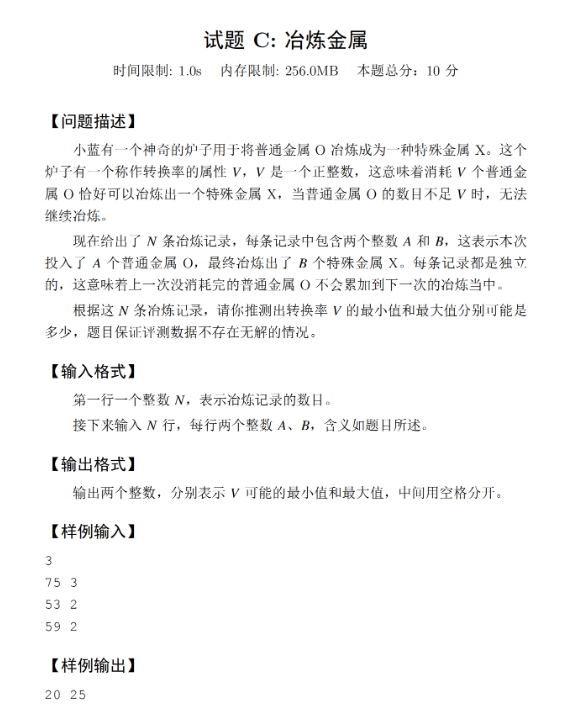 试题 C: 冶炼金属
时间限制: 1.0s 内存限制: 256.0MB 本题总分：10 分
【问题描述】
小蓝有一个神奇的炉子用于将普通金属 O 冶炼成为一种特殊金属 X。这个
炉子有一个称作转换率的属性 V，V 是一个正整数，这意味着消耗 V 个普通金
属 O 恰好可以冶炼出一个特殊金属 X，当普通金属 O 的数目不足 V 时，无法
继续冶炼。
现在给出了 N 条冶炼记录，每条记录中包含两个整数 A 和 B，这表示本次
投入了 A 个普通金属 O，最终冶炼出了 B 个特殊金属 X。每条记录都是独立
的，这意味着上一次没消耗完的普通金属 O 不会累加到下一次的冶炼当中。
根据这 N 条冶炼记录，请你推测出转换率 V 的最小值和最大值分别可能是
多少，题目保证评测数据不存在无解的情况。
【输入格式】
第一行一个整数 N，表示冶炼记录的数目。
接下来输入 N 行，每行两个整数 A、B，含义如题目所述。
【输出格式】
输出两个整数，分别表示 V 可能的最小值和最大值，中间用空格分开。
【样例输入】
3
75 3
53 2
59 2
【样例输出】
20 25